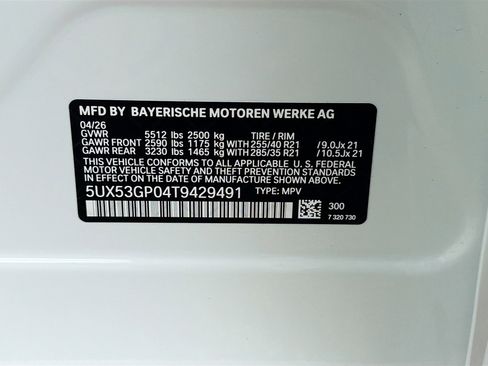 MFD BY BAYERISCHE MOTOREN WERKE AG
04/26
GVWR 5512 lbs 2500 kg TIRE / RIM
GAWR FRONT 2590 lbs 1175 kg WITH 255/40 R21 / 9.0Jx 21
GAWR REAR 3230 lbs 1465 kg WITH 285/35 R21 / 10.5Jx 21
THIS VEHICLE CONFORMS TO ALL APPLICABLE U. S. FEDERAL
MOTOR VEHICLE SAFETY AND THEFT PREVENTION STANDARDS
IN EFFECT ON THE DATE OF MANUFACTURE SHOWN ABOVE.
5UX53GP04T9429491 TYPE: MPV
300
7 320 730